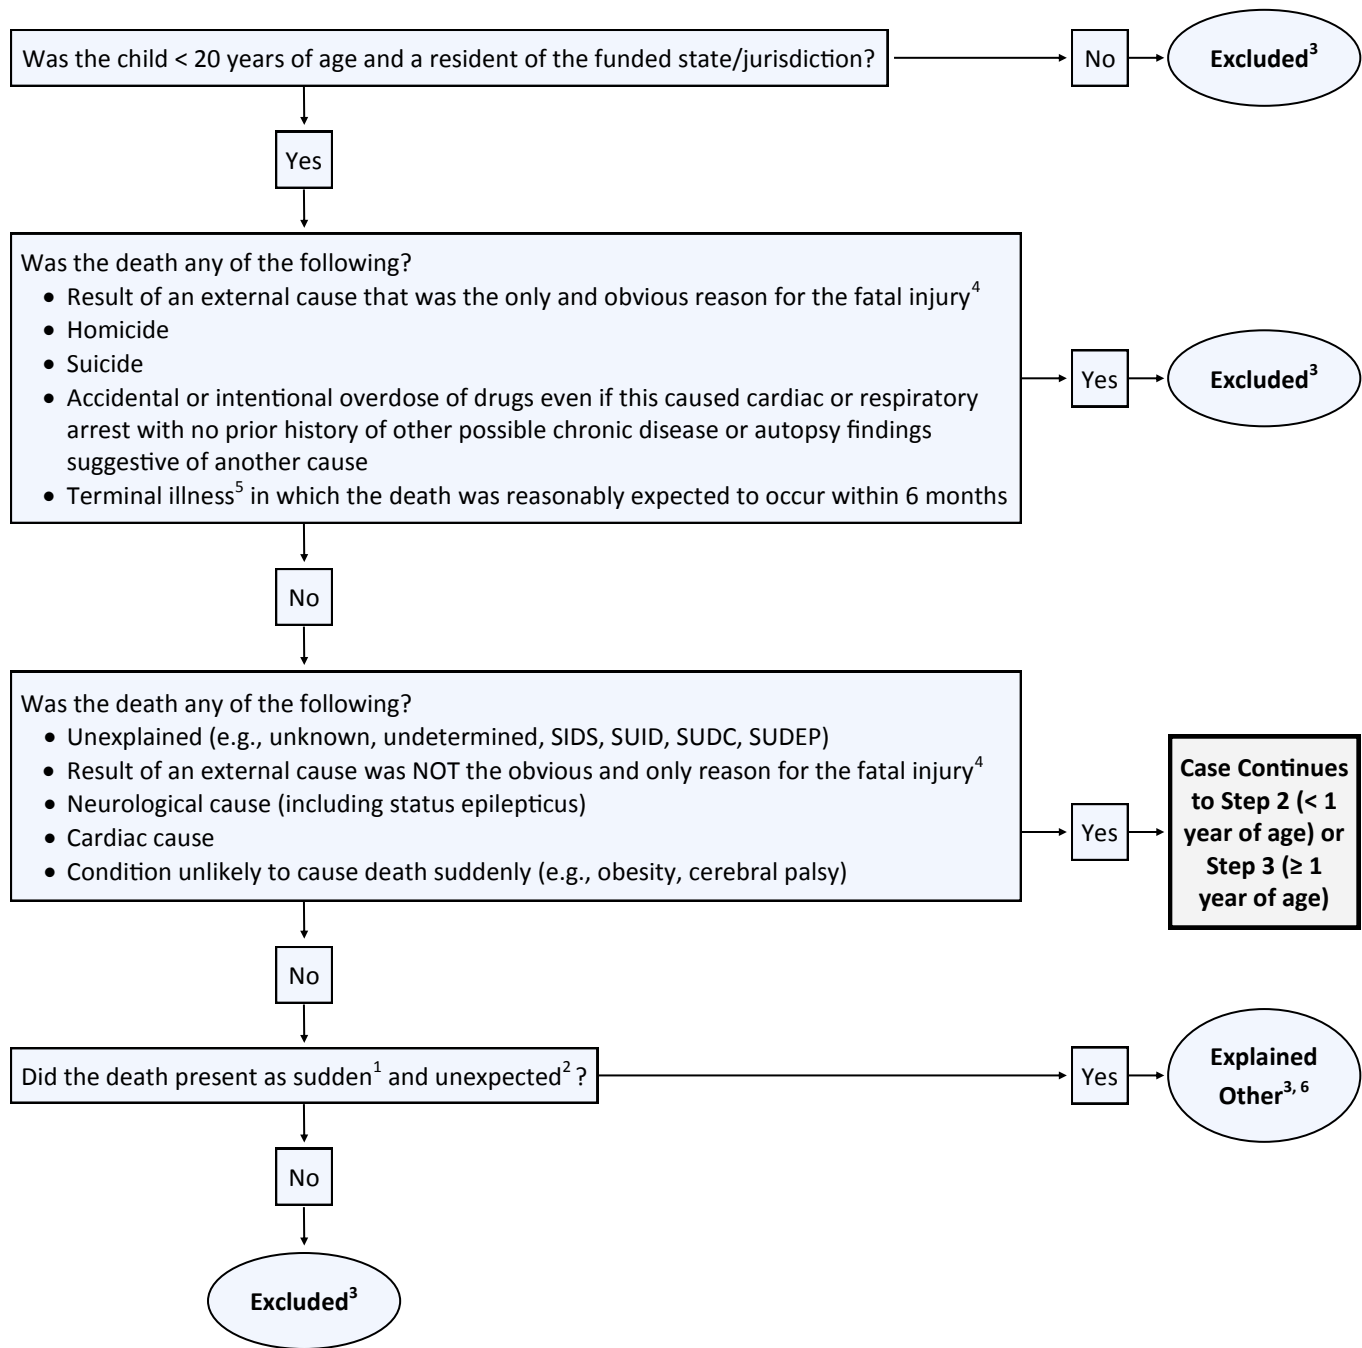 Was the child < 20 years of age and a resident of the funded state/jurisdiction?
No
Excluded3
Yes
Was the death any of the following?
• Result of an external cause that was the only and obvious reason for the fatal injury4
• Homicide
• Suicide
• Accidental or intentional overdose of drugs even if this caused cardiac or respiratory
arrest with no prior history of other possible chronic disease or autopsy findings
suggestive of another cause
• Terminal illness5 in which the death was reasonably expected to occur within 6 months
Yes
Excluded3
No
Was the death any of the following?
• Unexplained (e.g., unknown, undetermined, SIDS, SUID, SUDC, SUDEP)
• Result of an external cause was NOT the obvious and only reason for the fatal injury4
• Neurological cause (including status epilepticus)
• Cardiac cause
• Condition unlikely to cause death suddenly (e.g., obesity, cerebral palsy)
Yes
Case Continues
to Step 2 (< 1
year of age) or
Step 3 (≥ 1
year of age)
No
Did the death present as sudden1 and unexpected2 ?
Yes
Explained
Other3, 6
No
Excluded3